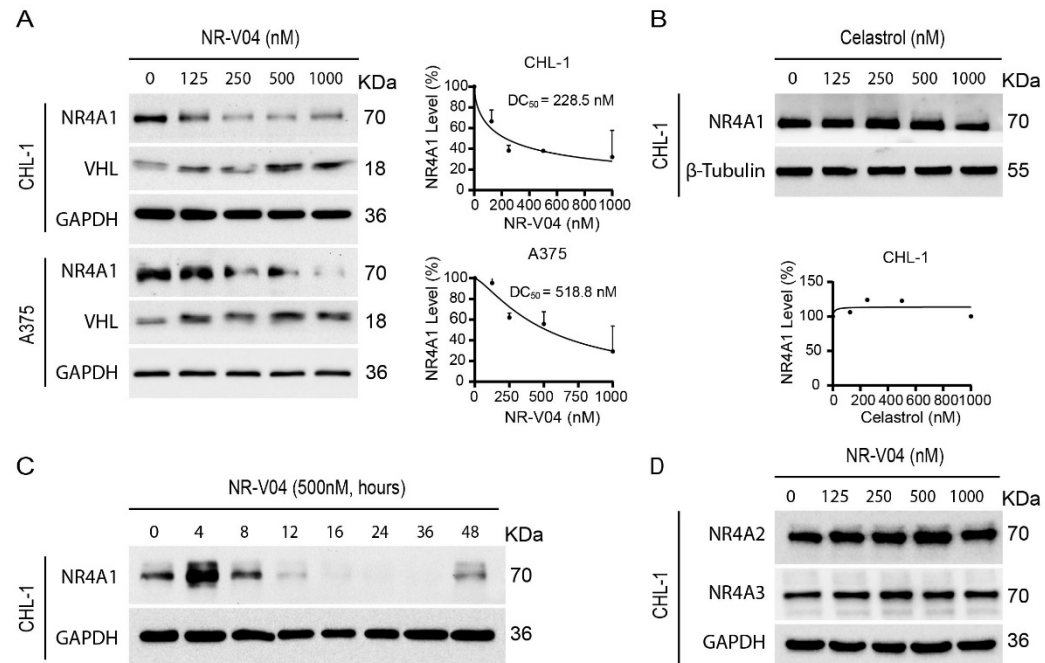 A
NR-V04 (nM)
0 125 250 500 1000 KDa
CHL-1
NR4A1 70
VHL 18
GAPDH 36
A375
NR4A1 70
VHL 18
GAPDH 36
CHL-1
DC50 = 228.5 nM
NR4A1 Level (%)
100
80
60
40
20
0
0 200 400 600 800 1000
NR-V04 (nM)
A375
DC50 = 518.8 nM
NR4A1 Level (%)
100
80
60
40
20
0
0 250 500 750 1000
NR-V04 (nM)
B
Celastrol (nM)
0 125 250 500 1000 KDa
CHL-1
NR4A1 70
β-Tubulin 55
CHL-1
NR4A1 Level (%)
150
100
50
0
0 200 400 600 800 1000
Celastrol (nM)
C
NR-V04 (500nM, hours)
0 4 8 12 16 24 36 48 KDa
CHL-1
NR4A1 70
GAPDH 36
D
NR-V04 (nM)
0 125 250 500 1000 KDa
CHL-1
NR4A2 70
NR4A3 70
GAPDH 36